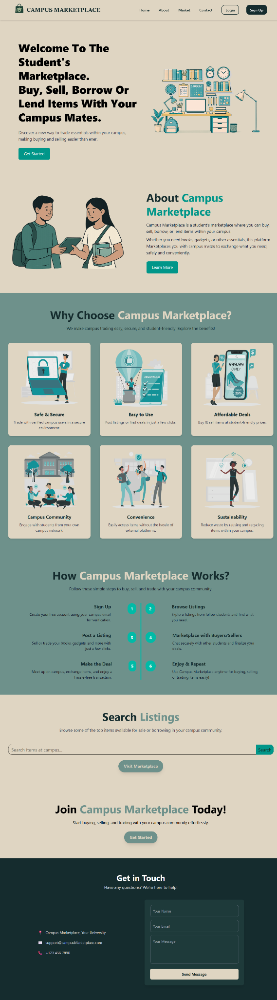 CAMPUS MARKETPLACE
Home
About
Market
Contact
Login
Sign Up
Welcome To The
Student's
Marketplace.
Buy, Sell, Borrow Or
Lend Items With Your
Campus Mates.
Discover a new way to trade essentials within your campus,
making buying and selling easier than ever.
Get Started
STUDENT
STUDENT
About Campus
Marketplace
Campus Marketplace is a student's marketplace where you can buy,
sell, borrow, or lend items within your campus.
Whether you need books, gadgets, or other essentials, this platform
Marketplaces you with campus mates to exchange what you need,
safely and conveniently.
Learn More
Why Choose Campus Marketplace?
We make campus trading easy, secure, and student-friendly. Explore the benefits!
Safe & Secure
Trade with verified campus users in a secure
environment.
ADVANTAGES
Easy to Use
Post listings or find deals in just a few clicks.
%
$
$99.99
ONLY
SAVE
25%
Affordable Deals
Buy & sell items at student-friendly prices.
Campus Community
Engage with students from your own
campus network.
Convenience
Easily access items without the hassle of
external platforms.
Sustainability
Reduce waste by reusing and recycling
items within your campus.
How Campus Marketplace Works?
Follow these simple steps to buy, sell, and trade with your campus community.
Sign Up
Create your free account using your campus email
for verification.
1
2
Browse Listings
Explore listings from fellow students and find what
you need.
Post a Listing
Sell or trade your books, gadgets, and more with
just a few clicks.
3
4
Marketplace with Buyers/Sellers
Chat securely with other students and finalize your
deals.
Make the Deal
Meet up on campus, exchange items, and enjoy a
hassle-free transaction.
5
6
Enjoy & Repeat
Use Campus Marketplace anytime for buying, selling,
or trading items easily!
Search Listings
Browse some of the top items available for sale or borrowing in your campus community.
Search items at campus...
Search
Visit Marketplace
Join Campus Marketplace Today!
Start buying, selling, and trading with your campus community effortlessly.
Get Started
Get in Touch
Have any questions? We're here to help!
Campus Marketplace, Your University
support@campusMarketplace.com
+123 456 7890
Your Name
Your Email
Your Message
Send Message